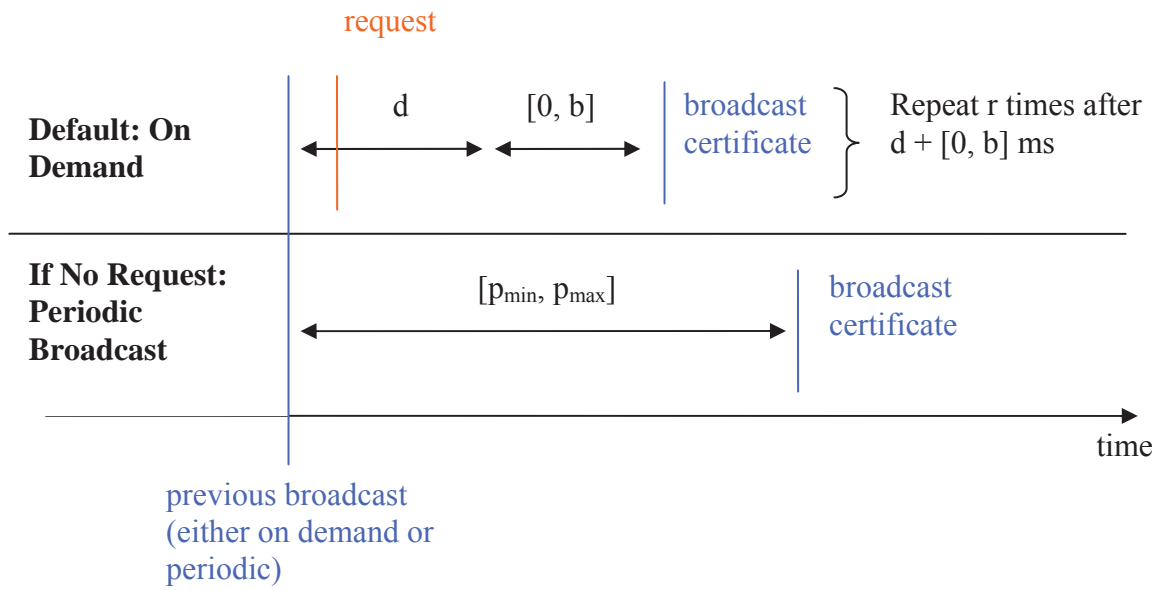 request
Default: On
Demand
d
[0, b]
broadcast
certificate
Repeat r times after
d + [0, b] ms
If No Request:
Periodic
Broadcast
[pmin, pmax]
broadcast
certificate
time
previous broadcast
(either on demand or
periodic)